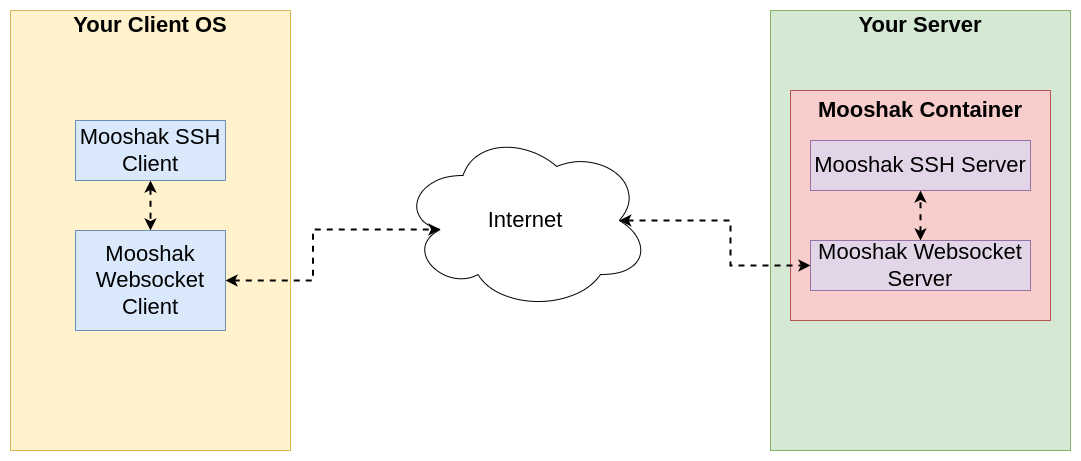 Your Client OS
Mooshak SSH
Client
Mooshak
Websocket
Client
Internet
Your Server
Mooshak Container
Mooshak SSH Server
Mooshak Websocket
Server